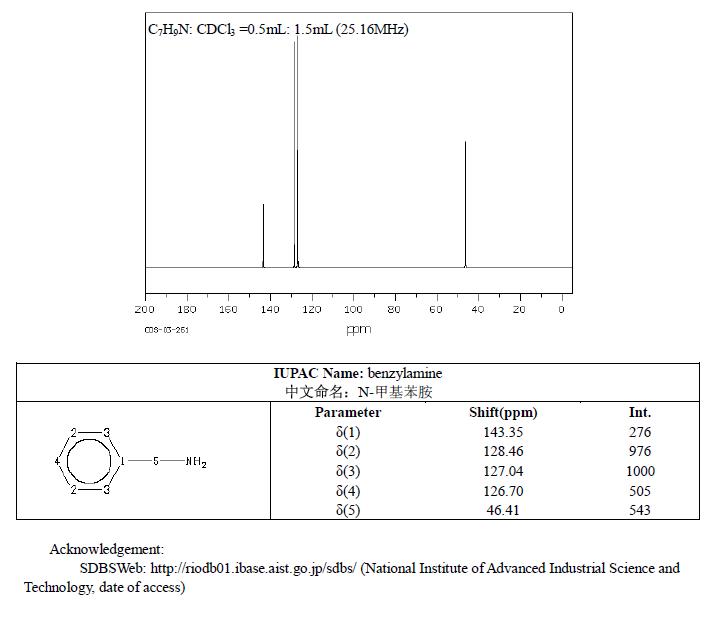 C₇H₉N: CDCl₃ =0.5mL: 1.5mL (25.16MHz)
200 180 160 140 120 100 80 60 40 20 0
CDS-03-261
ppm
IUPAC Name: benzylamine
中文命名：N-甲基苯胺
Parameter Shift(ppm) Int.
δ(1) 143.35 276
δ(2) 128.46 976
δ(3) 127.04 1000
δ(4) 126.70 505
δ(5) 46.41 543
2 3
4 1 5 NH₂
2 3
Acknowledgement:
SDBSWeb: http://riodb01.ibase.aist.go.jp/sdbs/ (National Institute of Advanced Industrial Science and
Technology, date of access)